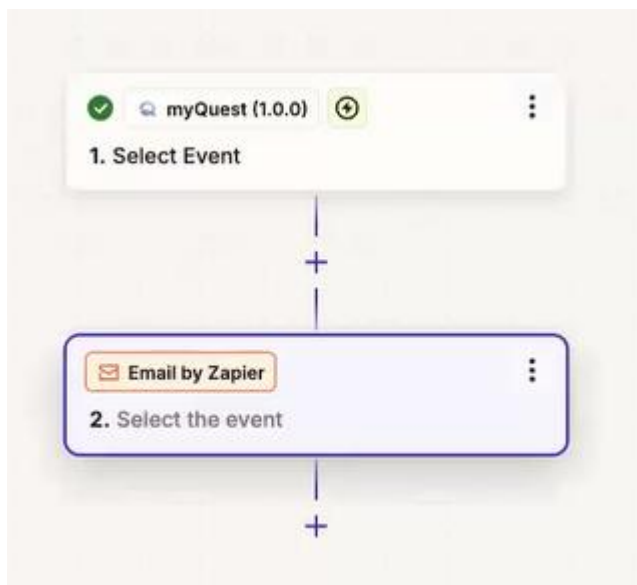 myQuest (1.0.0)
1. Select Event
Email by Zapier
2. Select the event